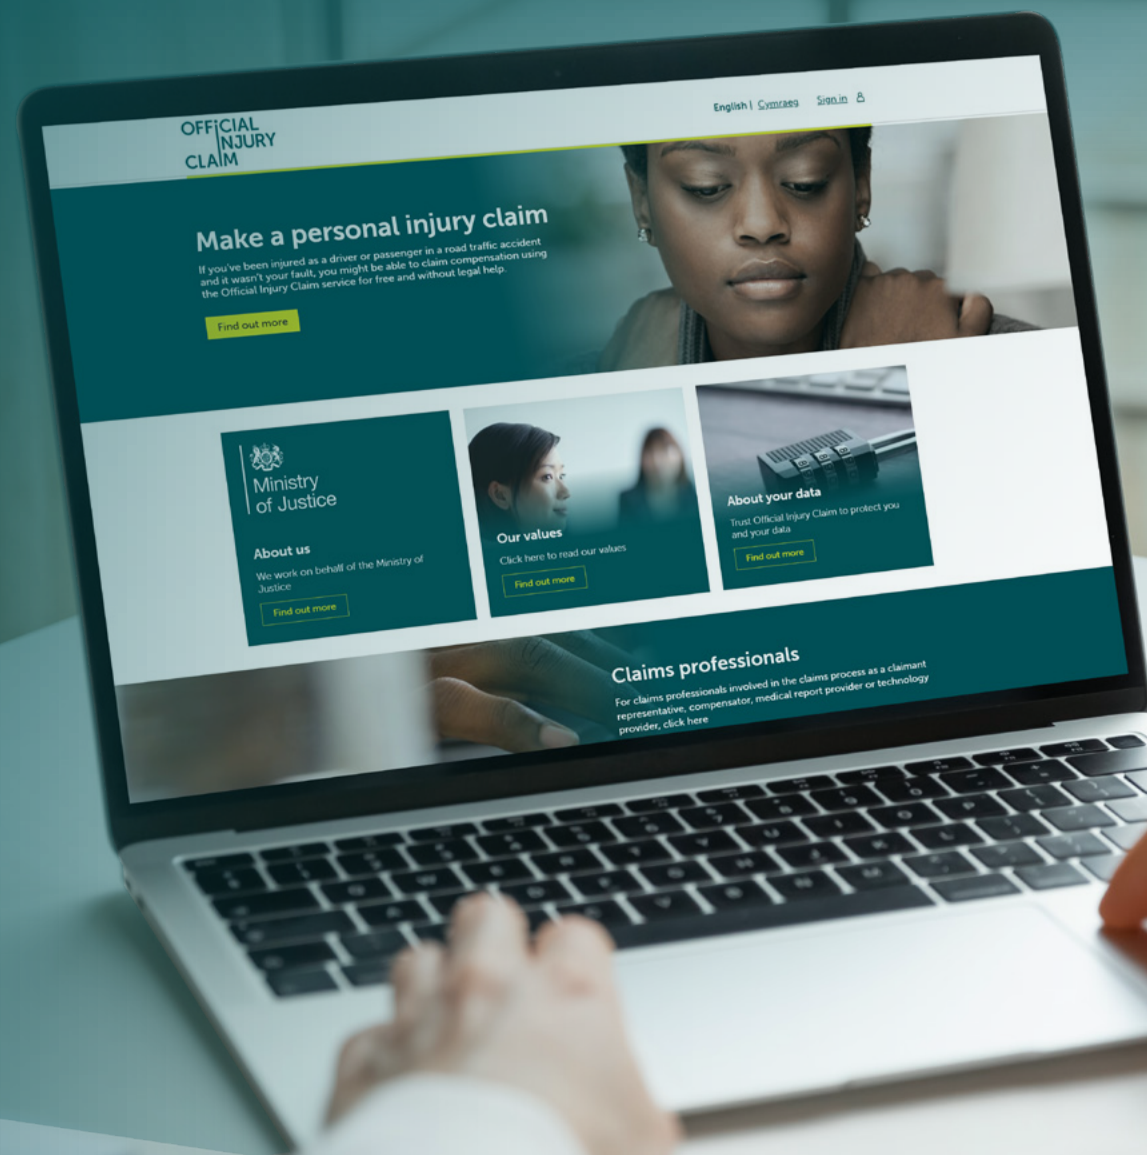 OFFiCIAL
INJURY
CLAIM
English | Cymraeg Sign in
Make a personal injury claim
If you've been injured as a driver or passenger in a road traffic accident
and it wasn't your fault, you might be able to claim compensation using
the Official Injury Claim service for free and without legal help.
Find out more
Ministry
of Justice
About us
We work on behalf of the Ministry of
Justice
Find out more
Our values
Click here to read our values
Find out more
About your data
Trust Official Injury Claim to protect you
and your data
Find out more
Claims professionals
For claims professionals involved in the claims process as a claimant
representative, compensator, medical report provider or technology
provider, click here